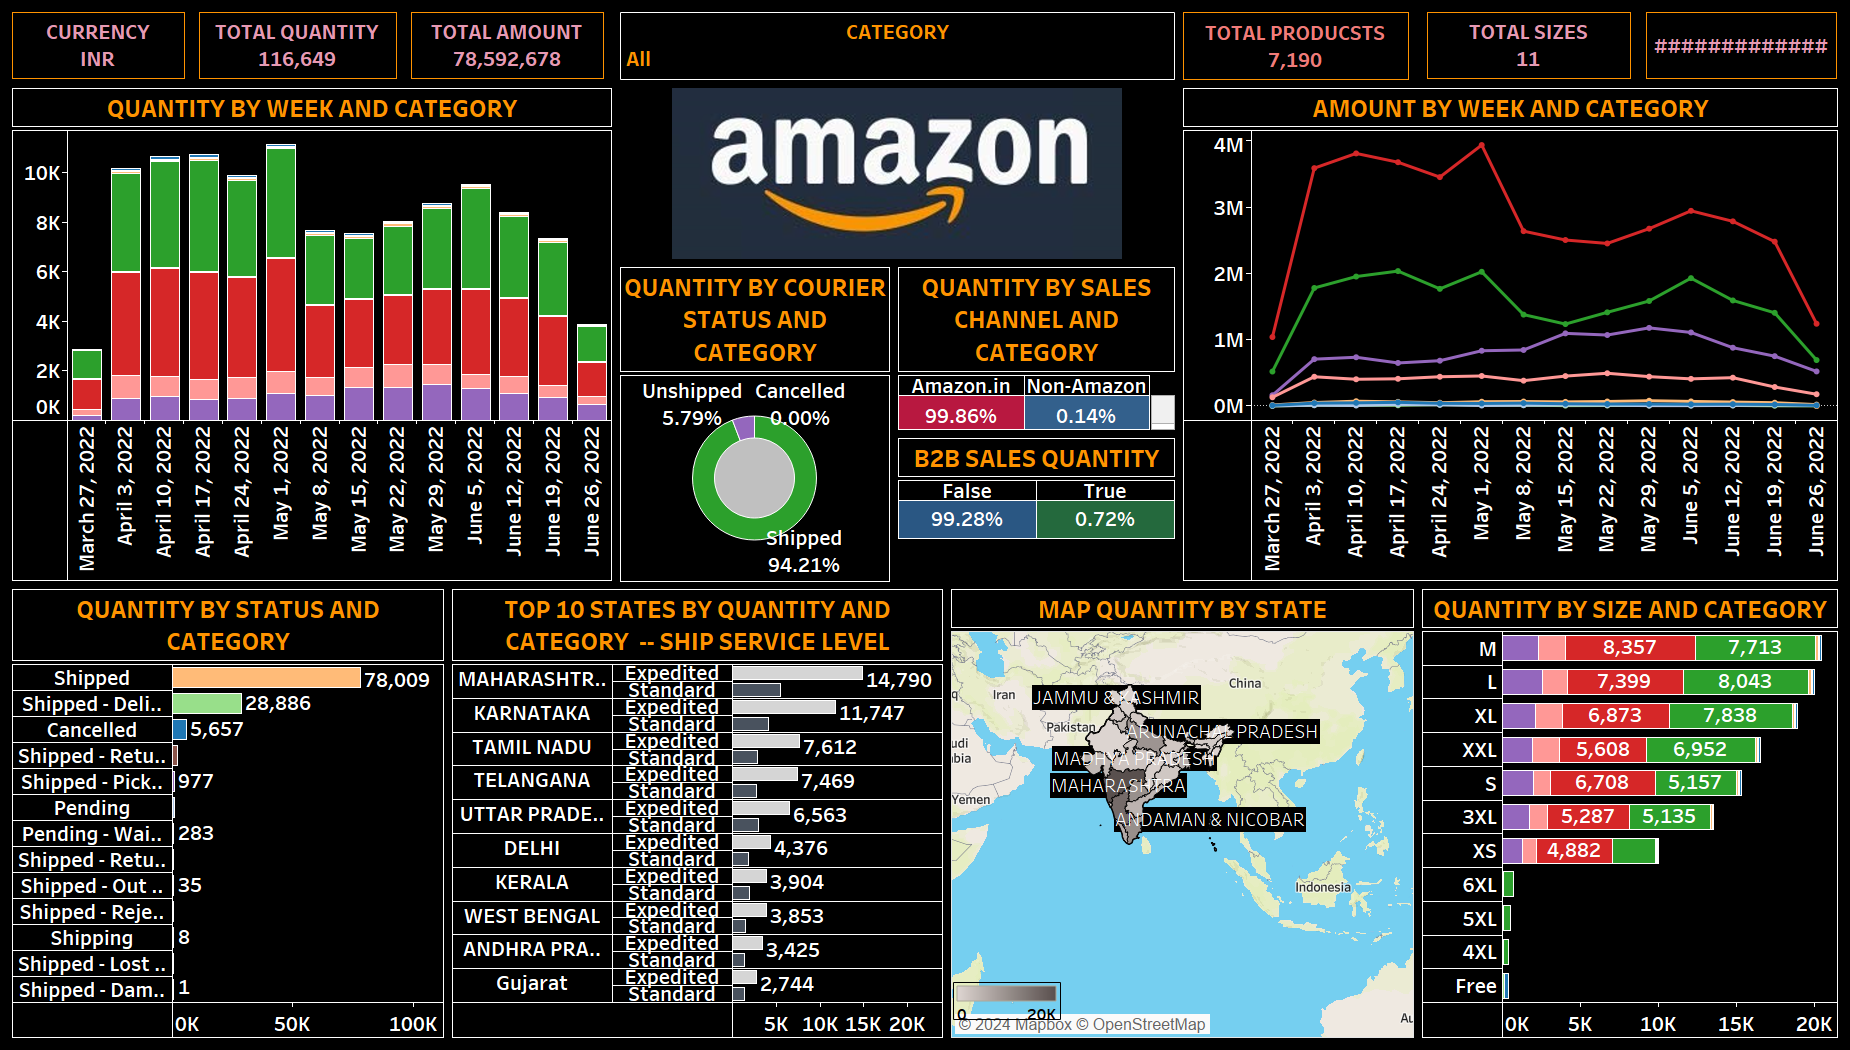 CURRENCY
INR
TOTAL QUANTITY
116,649
TOTAL AMOUNT
78,592,678
CATEGORY
All
TOTAL PRODUCSTS
7,190
TOTAL SIZES
11
#############
QUANTITY BY WEEK AND CATEGORY
10K
8K
6K
4K
2K
0K
March 27, 2022
April 3, 2022
April 10, 2022
April 17, 2022
April 24, 2022
May 1, 2022
May 8, 2022
May 15, 2022
May 22, 2022
May 29, 2022
June 5, 2022
June 12, 2022
June 19, 2022
June 26, 2022
amazon
QUANTITY BY COURIER
STATUS AND
CATEGORY
Unshipped
5.79%
Cancelled
0.00%
Shipped
94.21%
QUANTITY BY SALES
CHANNEL AND
CATEGORY
Amazon.in Non-Amazon
99.86% 0.14%
B2B SALES QUANTITY
False True
99.28% 0.72%
AMOUNT BY WEEK AND CATEGORY
4M
3M
2M
1M
0M
March 27, 2022
April 3, 2022
April 10, 2022
April 17, 2022
April 24, 2022
May 1, 2022
May 8, 2022
May 15, 2022
May 22, 2022
May 29, 2022
June 5, 2022
June 12, 2022
June 19, 2022
June 26, 2022
QUANTITY BY STATUS AND
CATEGORY
Shipped 78,009
Shipped - Deli.. 28,886
Cancelled 5,657
Shipped - Retu..
Shipped - Pick.. 977
Pending
Pending - Wai.. 283
Shipped - Retu..
Shipped - Out .. 35
Shipped - Reje..
Shipping 8
Shipped - Lost ..
Shipped - Dam.. 1
0K 50K 100K
TOP 10 STATES BY QUANTITY AND
CATEGORY -- SHIP SERVICE LEVEL
MAHARASHTR.. Expedited 14,790
Standard
KARNATAKA Expedited 11,747
Standard
TAMIL NADU Expedited 7,612
Standard
TELANGANA Expedited 7,469
Standard
UTTAR PRADE.. Expedited 6,563
Standard
DELHI Expedited 4,376
Standard
KERALA Expedited 3,904
Standard
WEST BENGAL Expedited 3,853
Standard
ANDHRA PRA.. Expedited 3,425
Standard
Gujarat Expedited 2,744
Standard
5K 10K 15K 20K
MAP QUANTITY BY STATE
China
Iran
q
JAMMU & KASHMIR
Pakistan
ARUNACHAL PRADESH
udi
bia
MADHYA PRADESH
MAHARASHTRA
Yemen
ANDAMAN & NICOBAR
Indonesia
0 20K
Au
© 2024 Mapbox © OpenStreetMap
QUANTITY BY SIZE AND CATEGORY
M 8,357 7,713
L 7,399 8,043
XL 6,873 7,838
XXL 5,608 6,952
S 6,708 5,157
3XL 5,287 5,135
XS 4,882
6XL
5XL
4XL
Free
0K 5K 10K 15K 20K